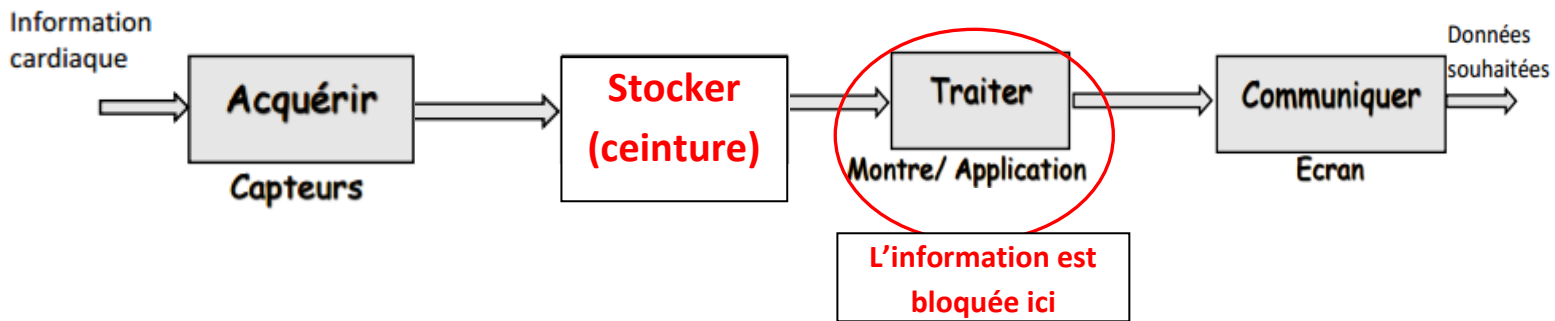 Information
cardiaque
Acquérir
Capteurs
Stocker
(ceinture)
Traiter
Montre/ Application
L'information est
bloquée ici
Communiquer
Ecran
Données
souhaitées